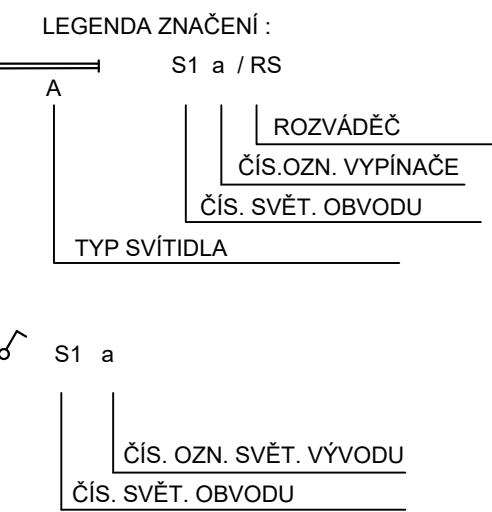 LEGENDA ZNAČENÍ :
S1 a / RS
A
ROZVÁDĚČ
ČÍS.OZN. VYPÍNAČE
ČÍS. SVĚT. OBVODU
TYP SVÍTIDLA
S1 a
ČÍS. OZN. SVĚT. VÝVODU
ČÍS. SVĚT. OBVODU